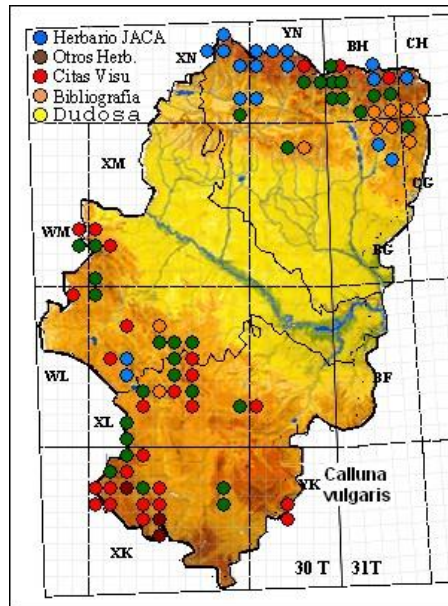 Herbario JACA
Otros Herb.
Citas Visu
Bibliografía
Dudosa
XN
YN
BH
CH
XM
CG
WM
BG
WL
BF
XL
Calluna
vulgaris
YK
XK
30 T
31T